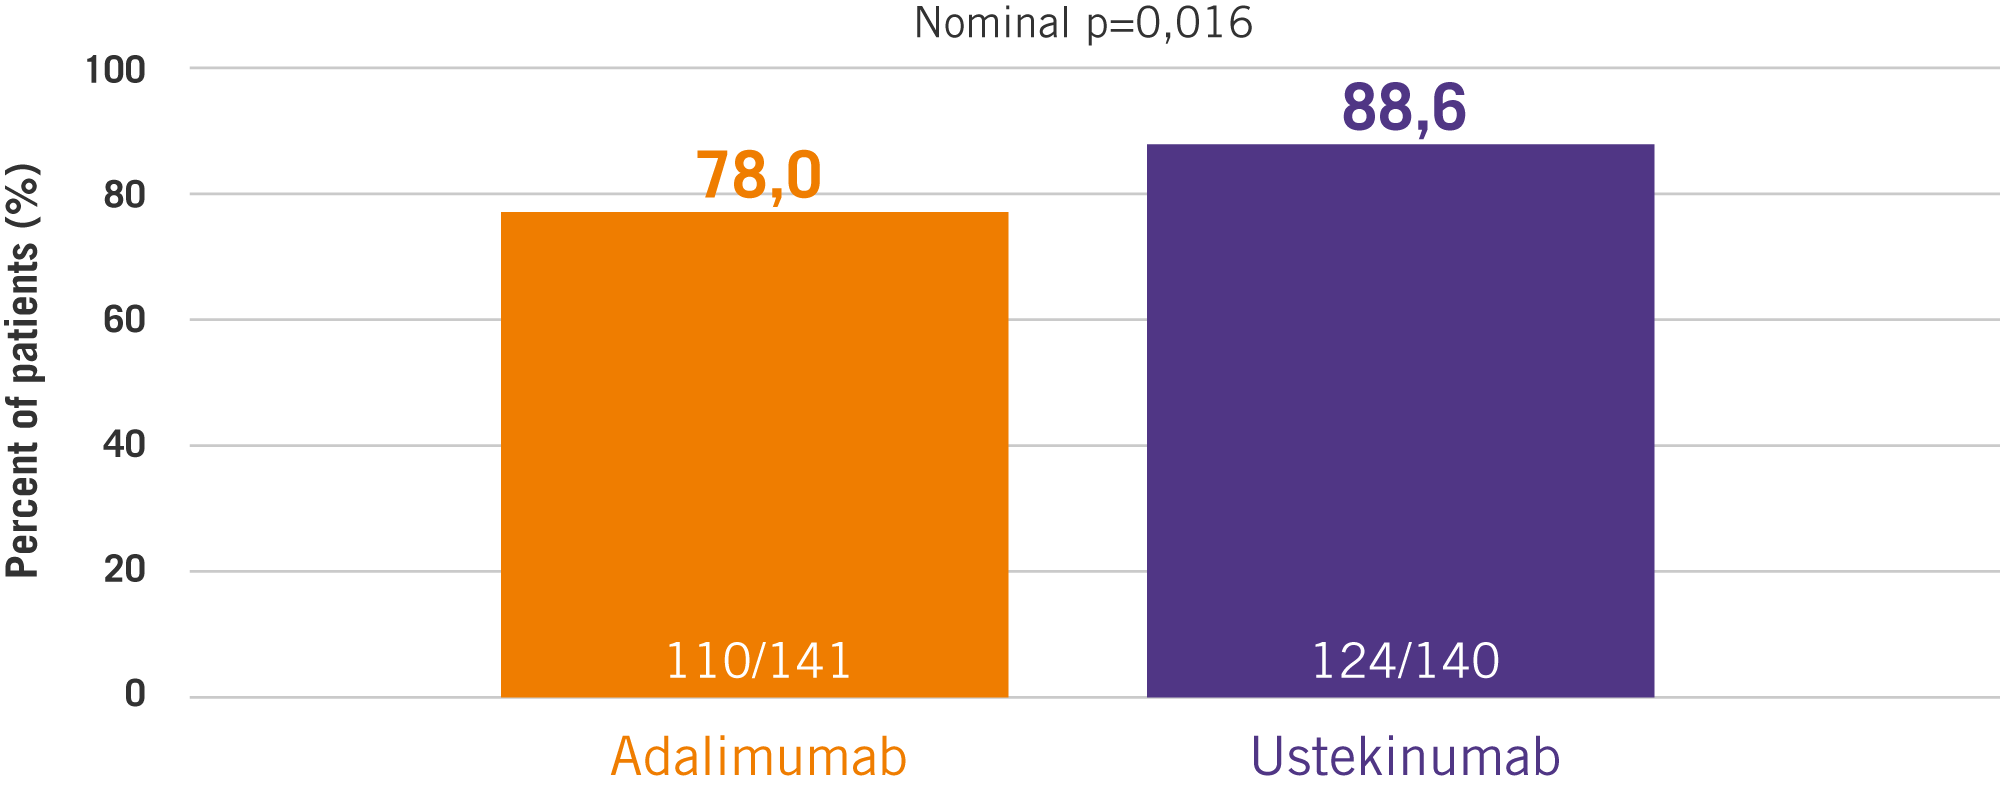 Nominal p=0,016
Percent of patients (%)
100
80
60
40
20
0
78,0
88,6
110/141
124/140
Adalimumab
Ustekinumab